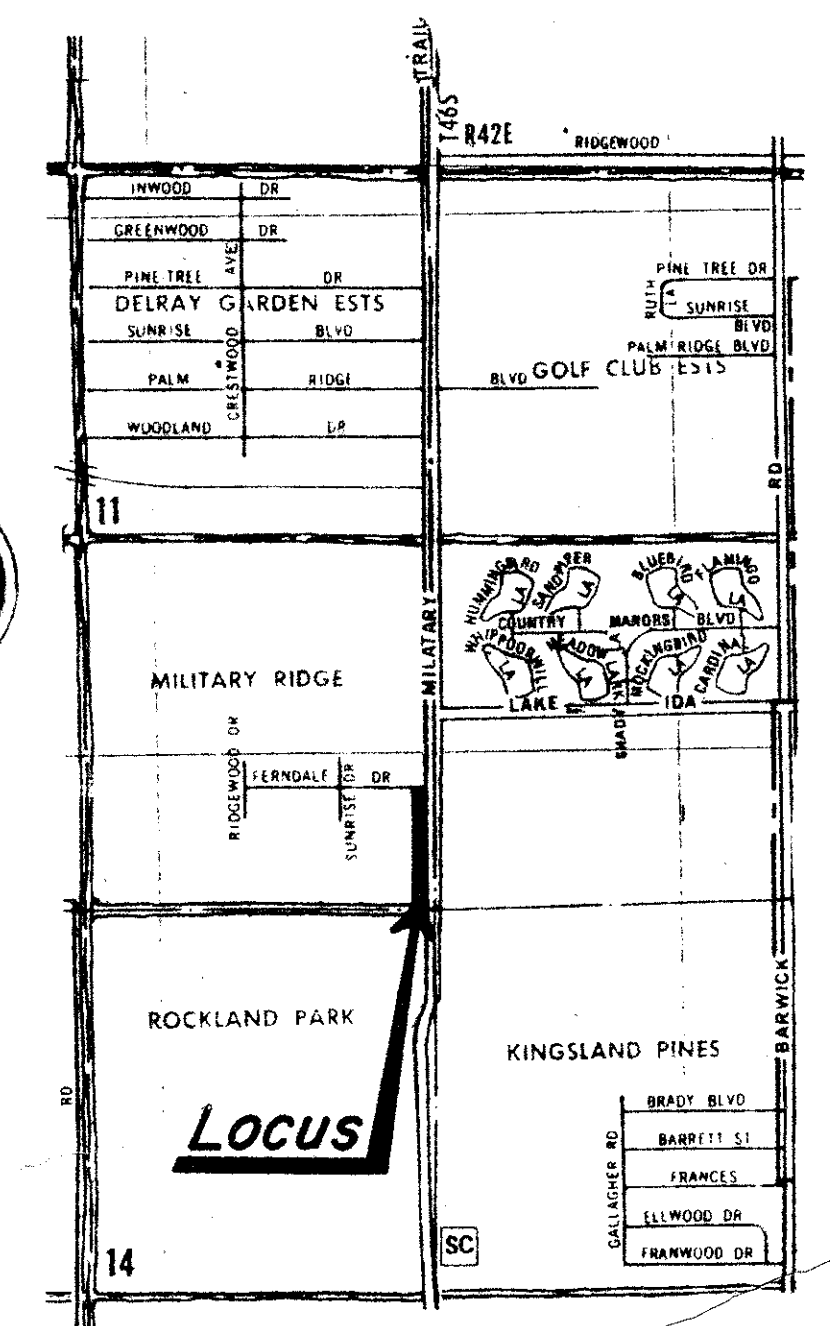 TRAIL
T46S
R42E
RIDGEWOOD
INWOOD DR
GREENWOOD DR
CRESTWOOD AVE
PINE TREE DR
DELRAY GARDEN ESTS
SUNRISE BLVD
PALM RIDGE BLVD
WOODLAND DR
PINE TREE DR
RUTH LA
SUNRISE BLVD
PALM RIDGE BLVD
GOLF CLUB ESTS
RD
11
HUMMINGBIRD LA
SANDPIPER LA
BLUEBIRD LA
FLAMINGO LA
COUNTRY MANORS BLVD
WHIPPOORWILL LA
MEADOW LARK LA
MOCKINGBIRD LA
CARDINAL LA
SHADY LA
LAKE IDA
MILATARY
MILITARY RIDGE
RIDGEWOOD DR
FERNDALE DR
SUNRISE DR
ROCKLAND PARK
RD
LOCUS
14
KINGSLAND PINES
BARWICK
BRADY BLVD
BARRETT ST
FRANCES
ELLWOOD DR
FRANWOOD DR
GALLAGHER RD
SC